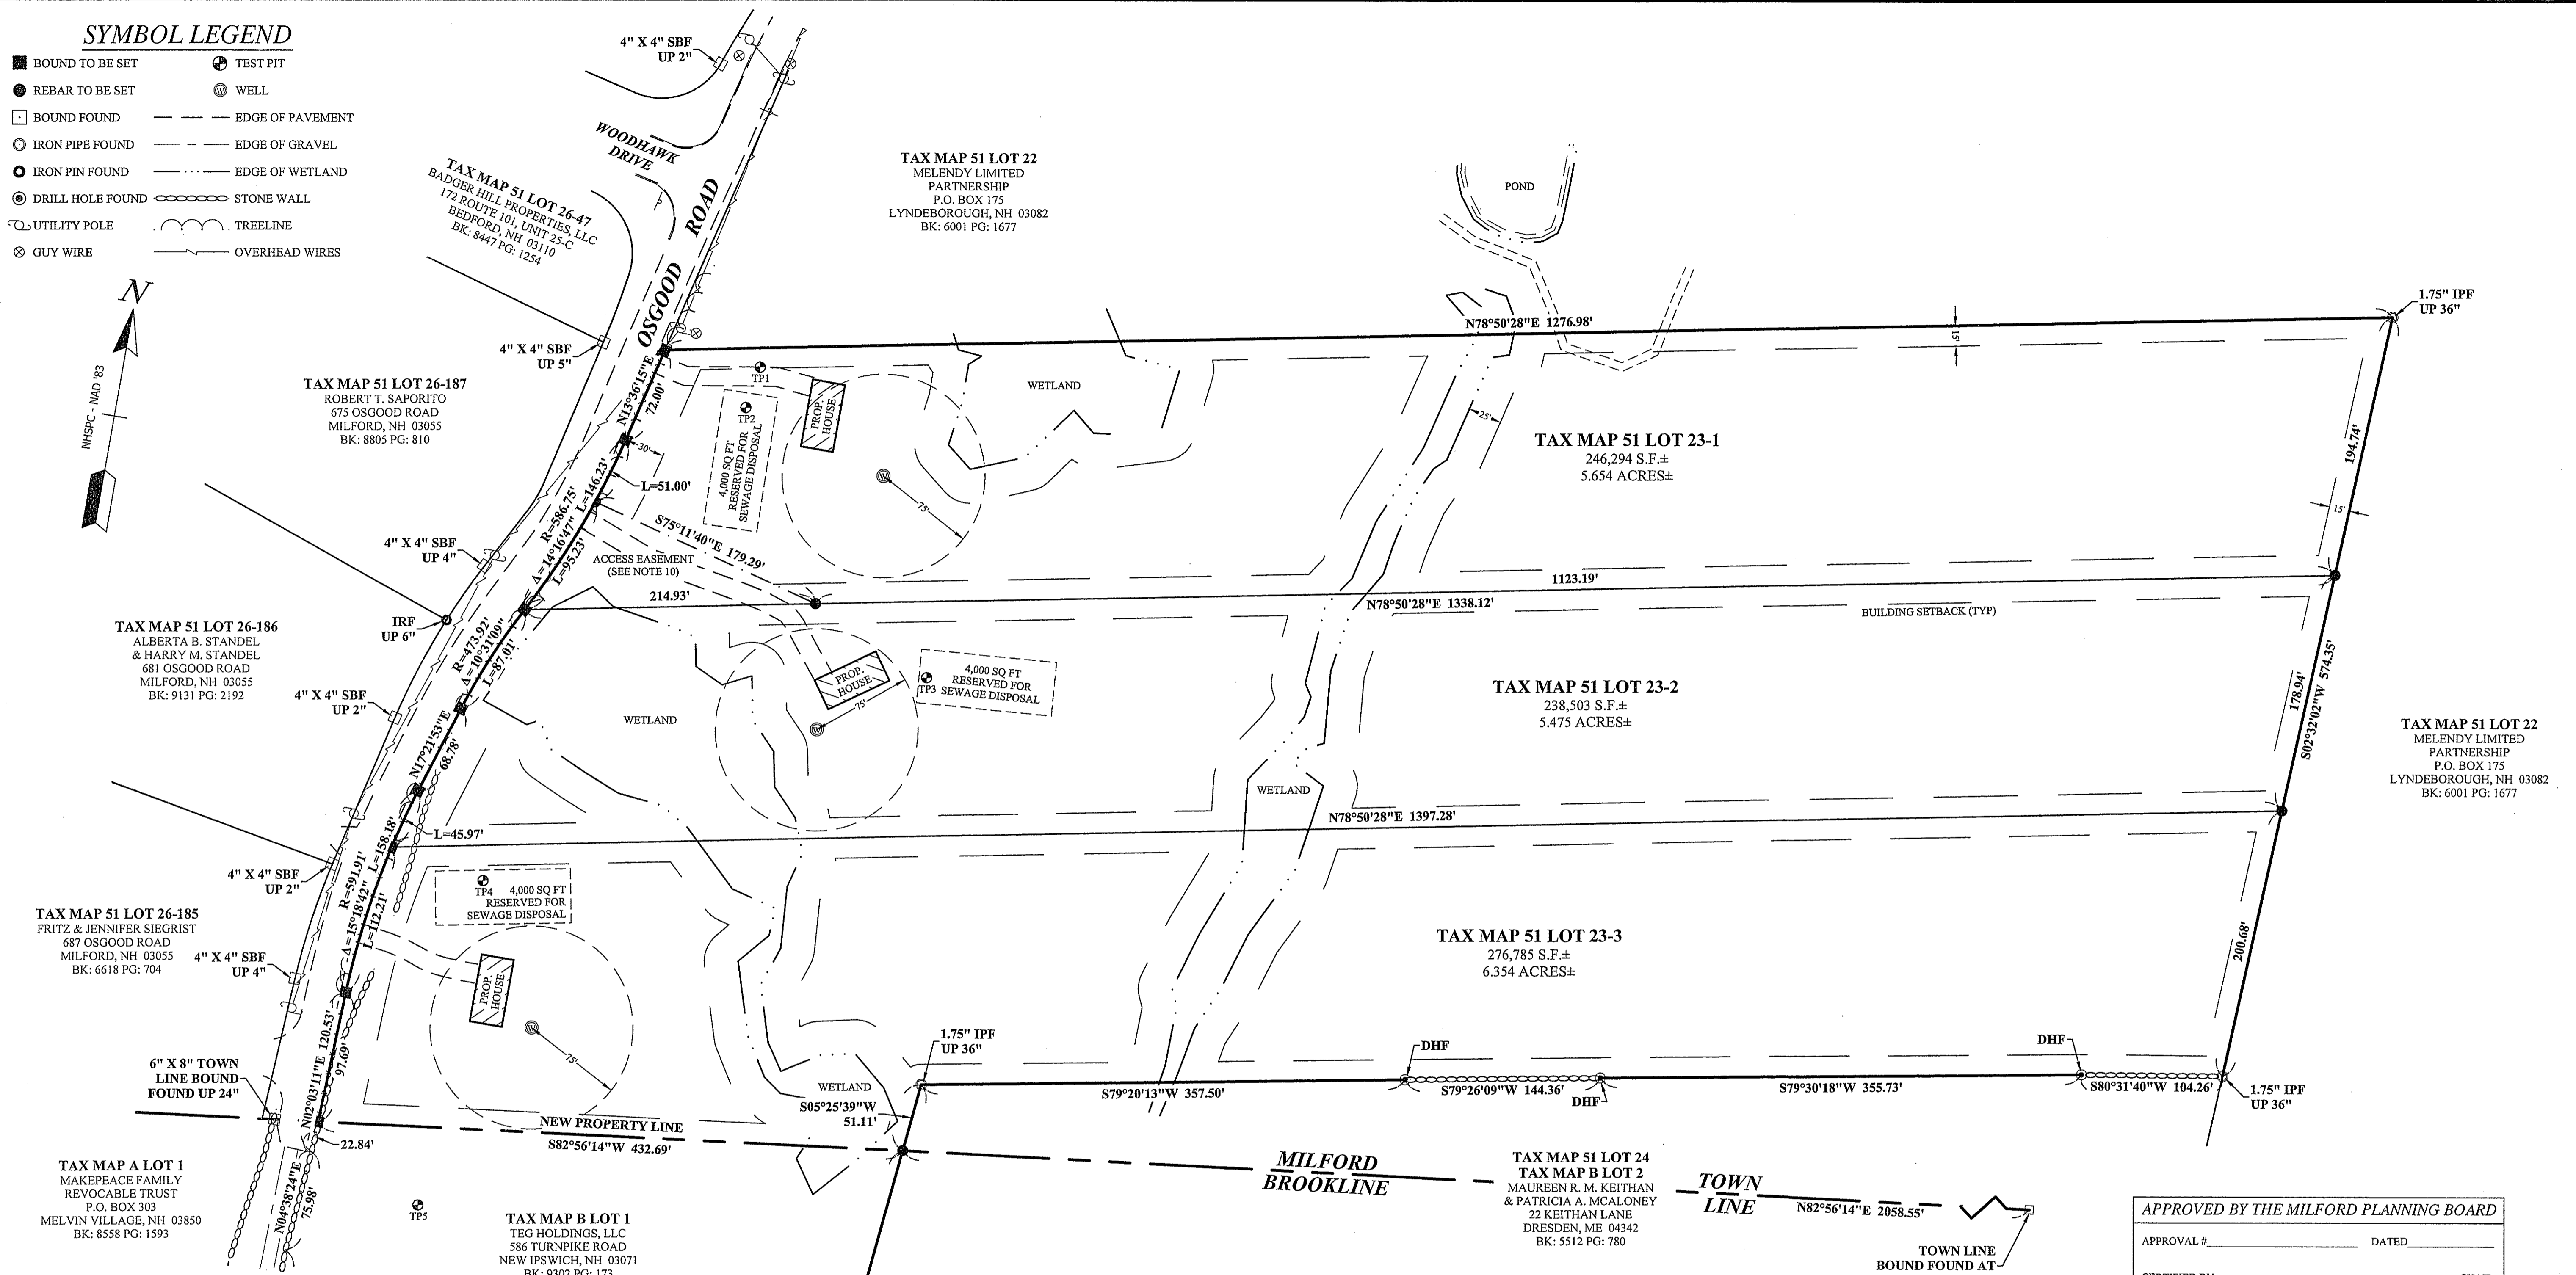 SYMBOL LEGEND
BOUND TO BE SET
TEST PIT
REBAR TO BE SET
WELL
BOUND FOUND
EDGE OF PAVEMENT
IRON PIPE FOUND
EDGE OF GRAVEL
IRON PIN FOUND
EDGE OF WETLAND
DRILL HOLE FOUND
STONE WALL
UTILITY POLE
TREELINE
GUY WIRE
OVERHEAD WIRES
N
NHSPC - NAD '83
4" X 4" SBF
UP 2"
WOODHAWK
DRIVE
OSGOOD ROAD
TAX MAP 51 LOT 26-47
BADGER HILL PROPERTIES, LLC
172 ROUTE 101, UNIT 25-C
BEDFORD, NH 03110
BK: 8447 PG: 1254
TAX MAP 51 LOT 22
MELENDY LIMITED
PARTNERSHIP
P.O. BOX 175
LYNDEBOROUGH, NH 03082
BK: 6001 PG: 1677
POND
1.75" IPF
UP 36"
N78°50'28"E 1276.98'
15'
4" X 4" SBF
UP 5"
TAX MAP 51 LOT 26-187
ROBERT T. SAPORITO
675 OSGOOD ROAD
MILFORD, NH 03055
BK: 8805 PG: 810
N13°36'15"E
72.00'
30'
TP1
TP2
4,000 SQ FT
RESERVED FOR
SEWAGE DISPOSAL
PROP.
HOUSE
W
75'
WETLAND
25'
TAX MAP 51 LOT 23-1
246,294 S.F.±
5.654 ACRES±
194.74'
15'
R=586.75' L=146.23'
Δ=14°16'47"
L=51.00'
L=95.23'
S75°11'40"E 179.29'
ACCESS EASEMENT
(SEE NOTE 10)
4" X 4" SBF
UP 4"
214.93'
1123.19'
N78°50'28"E 1338.12'
BUILDING SETBACK (TYP)
IRF
UP 6"
TAX MAP 51 LOT 26-186
ALBERTA B. STANDEL
& HARRY M. STANDEL
681 OSGOOD ROAD
MILFORD, NH 03055
BK: 9131 PG: 2192
R=473.92'
Δ=10°31'09"
L=87.01'
4" X 4" SBF
UP 2"
WETLAND
PROP.
HOUSE
75'
W
TP3
4,000 SQ FT
RESERVED FOR
SEWAGE DISPOSAL
TAX MAP 51 LOT 23-2
238,503 S.F.±
5.475 ACRES±
178.94'
S02°32'02"W 574.35'
TAX MAP 51 LOT 22
MELENDY LIMITED
PARTNERSHIP
P.O. BOX 175
LYNDEBOROUGH, NH 03082
BK: 6001 PG: 1677
N17°21'53"E
68.78'
WETLAND
N78°50'28"E 1397.28'
L=45.97'
R=591.91' L=158.18'
Δ=15°18'42"
L=112.21'
4" X 4" SBF
UP 2"
TP4
4,000 SQ FT
RESERVED FOR
SEWAGE DISPOSAL
TAX MAP 51 LOT 26-185
FRITZ & JENNIFER SIEGRIST
687 OSGOOD ROAD
MILFORD, NH 03055
BK: 6618 PG: 704
4" X 4" SBF
UP 4"
PROP.
HOUSE
W
75'
TAX MAP 51 LOT 23-3
276,785 S.F.±
6.354 ACRES±
200.68'
1.75" IPF
UP 36"
DHF
DHF
6" X 8" TOWN
LINE BOUND
FOUND UP 24"
N02°03'11"E 120.53'
97.69'
WETLAND
S05°25'39"W
51.11'
S79°20'13"W 357.50'
S79°26'09"W 144.36'
DHF
S79°30'18"W 355.73'
S80°31'40"W 104.26'
1.75" IPF
UP 36"
NEW PROPERTY LINE
S82°56'14"W 432.69'
22.84'
N04°38'24"E
75.98'
TAX MAP A LOT 1
MAKEPEACE FAMILY
REVOCABLE TRUST
P.O. BOX 303
MELVIN VILLAGE, NH 03850
BK: 8558 PG: 1593
TP5
TAX MAP B LOT 1
TEG HOLDINGS, LLC
586 TURNPIKE ROAD
NEW IPSWICH, NH 03071
BK: 9302 PG: 173
MILFORD
BROOKLINE
TAX MAP 51 LOT 24
TAX MAP B LOT 2
MAUREEN R. M. KEITHAN
& PATRICIA A. MCALONEY
22 KEITHAN LANE
DRESDEN, ME 04342
BK: 5512 PG: 780
TOWN
LINE
N82°56'14"E 2058.55'
TOWN LINE
BOUND FOUND AT
APPROVED BY THE MILFORD PLANNING BOARD
APPROVAL #
DATED